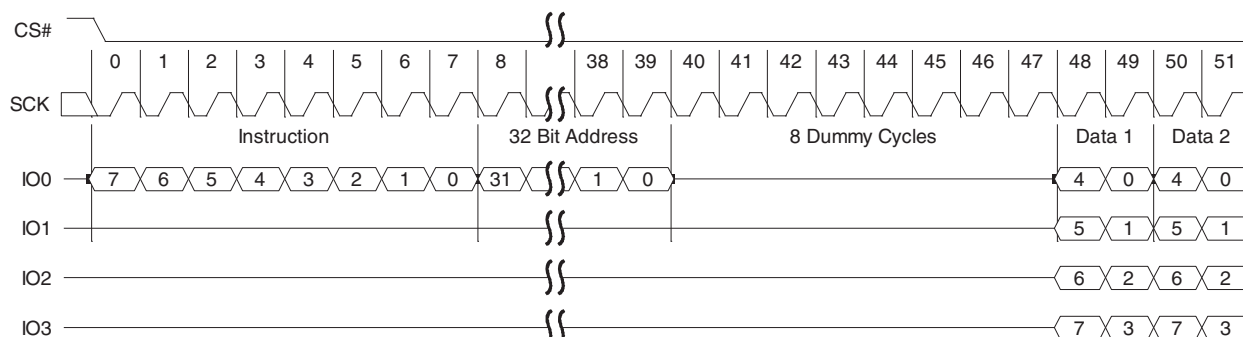 CS#
0 1 2 3 4 5 6 7 8 38 39 40 41 42 43 44 45 46 47 48 49 50 51
SCK
Instruction 32 Bit Address 8 Dummy Cycles Data 1 Data 2
IO0 7 6 5 4 3 2 1 0 31 1 0 4 0 4 0
IO1 5 1 5 1
IO2 6 2 6 2
IO3 7 3 7 3